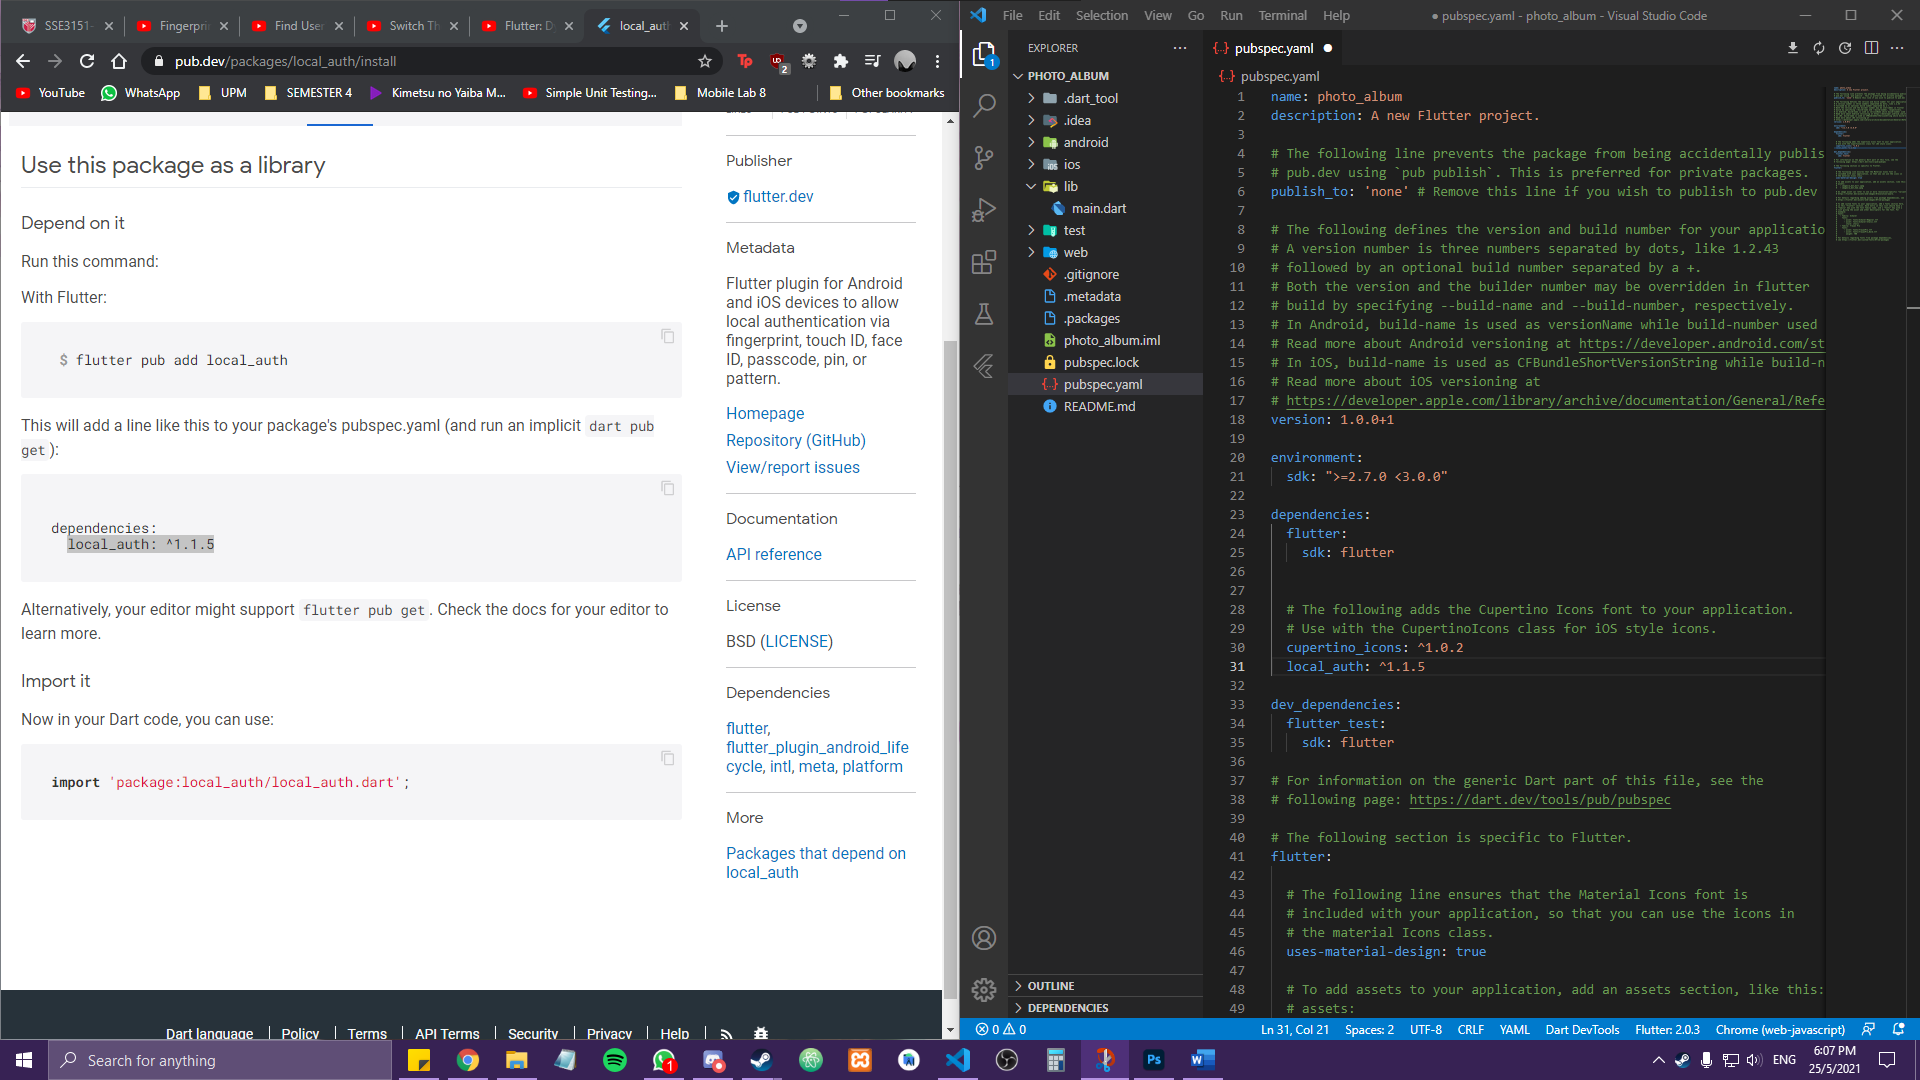 SSE3151-
Fingerpri
Find User
Switch Th
Flutter: Dy
local_auth
pub.dev/packages/local_auth/install
2
YouTube
WhatsApp
UPM
SEMESTER 4
Kimetsu no Yaiba M...
Simple Unit Testing...
Mobile Lab 8
Other bookmarks
Use this package as a library
Depend on it
Run this command:
With Flutter:
$ flutter pub add local_auth
This will add a line like this to your package's pubspec.yaml (and run an implicit dart pub
get ):
dependencies:
local_auth: ^1.1.5
Alternatively, your editor might support flutter pub get . Check the docs for your editor to
learn more.
Import it
Now in your Dart code, you can use:
import 'package:local_auth/local_auth.dart';
Publisher
flutter.dev
Metadata
Flutter plugin for Android
and iOS devices to allow
local authentication via
fingerprint, touch ID, face
ID, passcode, pin, or
pattern.
Homepage
Repository (GitHub)
View/report issues
Documentation
API reference
License
BSD (LICENSE)
Dependencies
flutter,
flutter_plugin_android_life
cycle, intl, meta, platform
More
Packages that depend on
local_auth
Dart language
Policy
Terms
API Terms
Security
Privacy
Help
File Edit Selection View Go Run Terminal Help
● pubspec.yaml - photo_album - Visual Studio Code
1
EXPLORER
PHOTO_ALBUM
.dart_tool
.idea
android
ios
lib
main.dart
test
web
.gitignore
.metadata
.packages
photo_album.iml
pubspec.lock
pubspec.yaml
README.md
OUTLINE
DEPENDENCIES
pubspec.yaml
pubspec.yaml
1 name: photo_album
2 description: A new Flutter project.
3
4 # The following line prevents the package from being accidentally publis
5 # pub.dev using `pub publish`. This is preferred for private packages.
6 publish_to: 'none' # Remove this line if you wish to publish to pub.dev
7
8 # The following defines the version and build number for your applicatio
9 # A version number is three numbers separated by dots, like 1.2.43
10 # followed by an optional build number separated by a +.
11 # Both the version and the builder number may be overridden in flutter
12 # build by specifying --build-name and --build-number, respectively.
13 # In Android, build-name is used as versionName while build-number used
14 # Read more about Android versioning at https://developer.android.com/st
15 # In iOS, build-name is used as CFBundleShortVersionString while build-n
16 # Read more about iOS versioning at
17 # https://developer.apple.com/library/archive/documentation/General/Refe
18 version: 1.0.0+1
19
20 environment:
21 sdk: ">=2.7.0 <3.0.0"
22
23 dependencies:
24 flutter:
25 sdk: flutter
26
27
28 # The following adds the Cupertino Icons font to your application.
29 # Use with the CupertinoIcons class for iOS style icons.
30 cupertino_icons: ^1.0.2
31 local_auth: ^1.1.5
32
33 dev_dependencies:
34 flutter_test:
35 sdk: flutter
36
37 # For information on the generic Dart part of this file, see the
38 # following page: https://dart.dev/tools/pub/pubspec
39
40 # The following section is specific to Flutter.
41 flutter:
42
43 # The following line ensures that the Material Icons font is
44 # included with your application, so that you can use the icons in
45 # the material Icons class.
46 uses-material-design: true
47
48 # To add assets to your application, add an assets section, like this:
49 # assets:
0 0
Ln 31, Col 21
Spaces: 2
UTF-8
CRLF
YAML
Dart DevTools
Flutter: 2.0.3
Chrome (web-javascript)
Search for anything
1
Ps
ENG
6:07 PM
25/5/2021